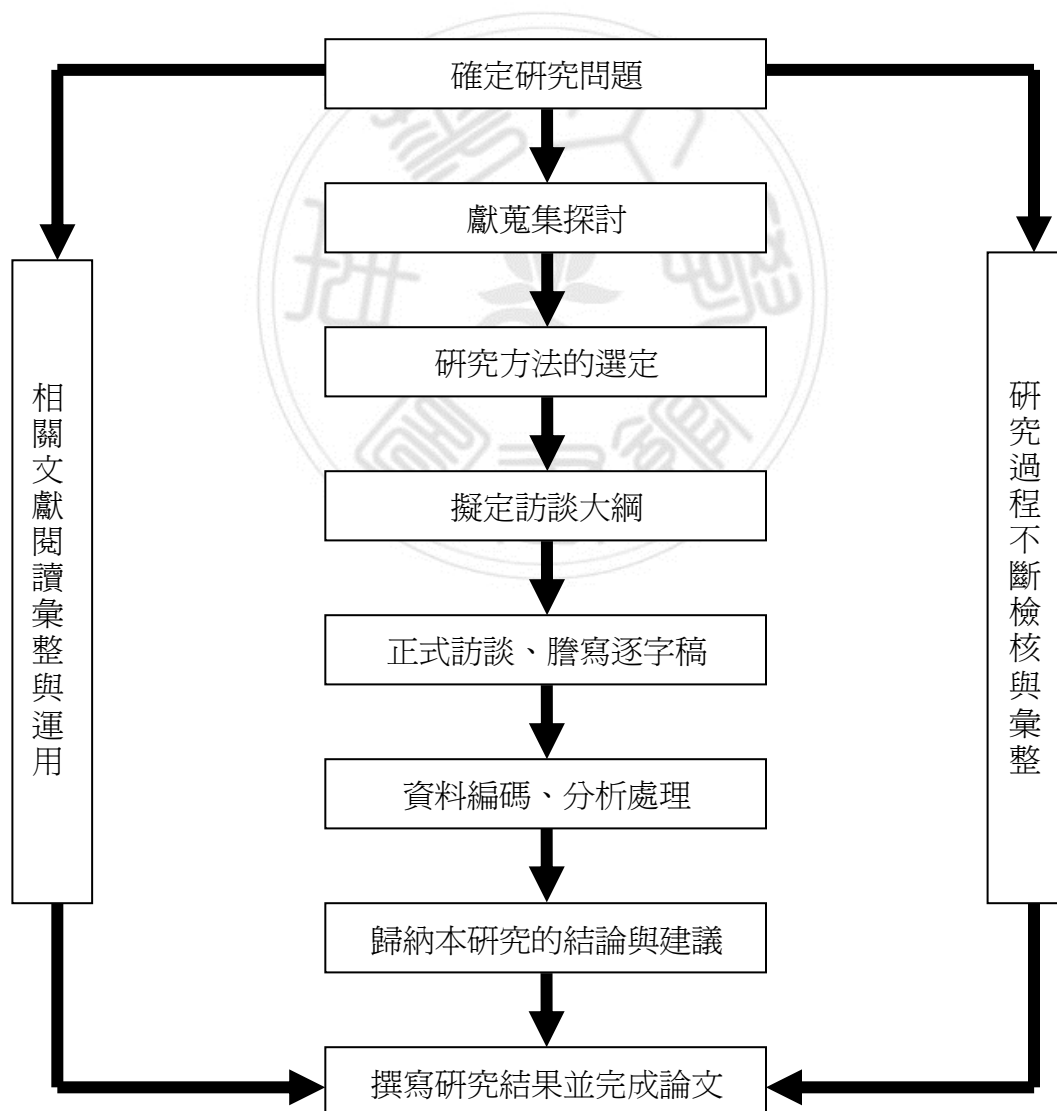 確定研究問題
獻蒐集探討
研究方法的選定
擬定訪談大綱
正式訪談、謄寫逐字稿
資料編碼、分析處理
歸納本研究的結論與建議
撰寫研究結果並完成論文
相關文獻閱讀彙整與運用
研究過程不斷檢核與彙整